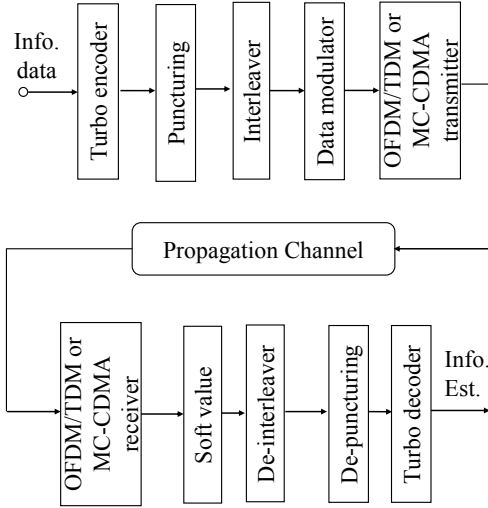 Info.
data
Turbo encoder
Puncturing
Interleaver
Data modulator
OFDM/TDM or
MC-CDMA
transmitter
Propagation Channel
OFDM/TDM or
MC-CDMA
receiver
Soft value
De-interleaver
De-puncturing
Turbo decoder
Info.
Est.